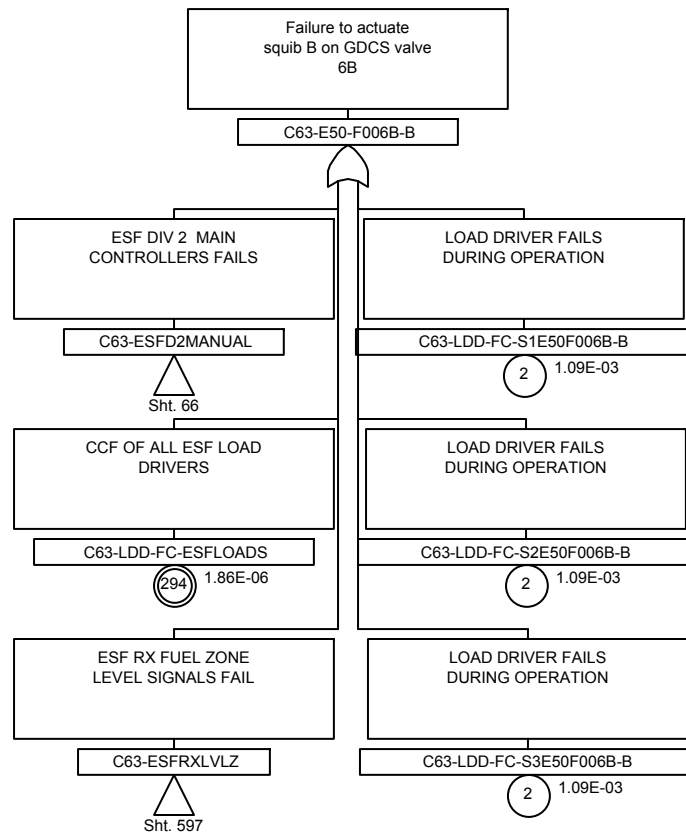 Failure to actuate
squib B on GDCS valve
6B
C63-E50-F006B-B
ESF DIV 2  MAIN
CONTROLLERS FAILS
C63-ESFD2MANUAL
Sht. 66
LOAD DRIVER FAILS
DURING OPERATION
C63-LDD-FC-S1E50F006B-B
2
1.09E-03
CCF OF ALL ESF LOAD
DRIVERS
C63-LDD-FC-ESFLOADS
294
1.86E-06
LOAD DRIVER FAILS
DURING OPERATION
C63-LDD-FC-S2E50F006B-B
2
1.09E-03
ESF RX FUEL ZONE
LEVEL SIGNALS FAIL
C63-ESFRXLVLZ
Sht. 597
LOAD DRIVER FAILS
DURING OPERATION
C63-LDD-FC-S3E50F006B-B
2
1.09E-03